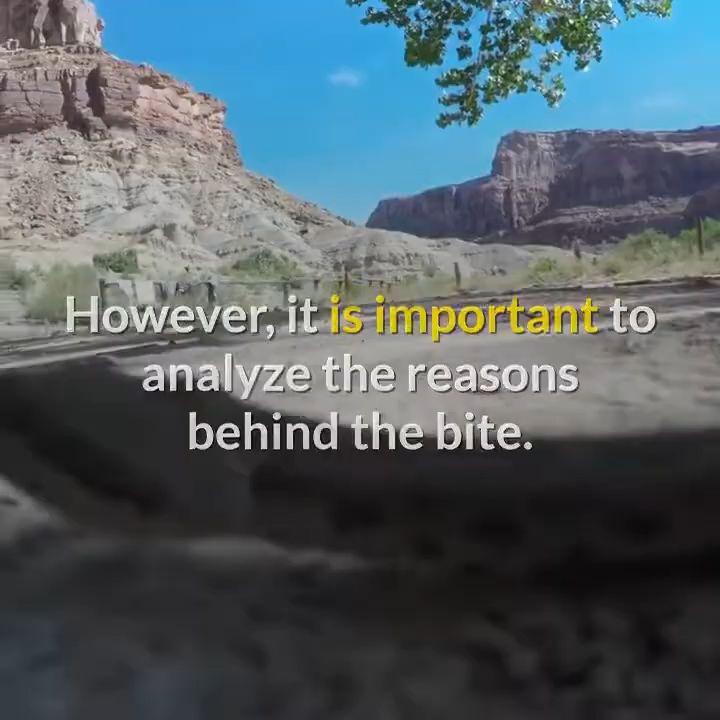 However, it is important to
analyze the reasons
behind the bite.